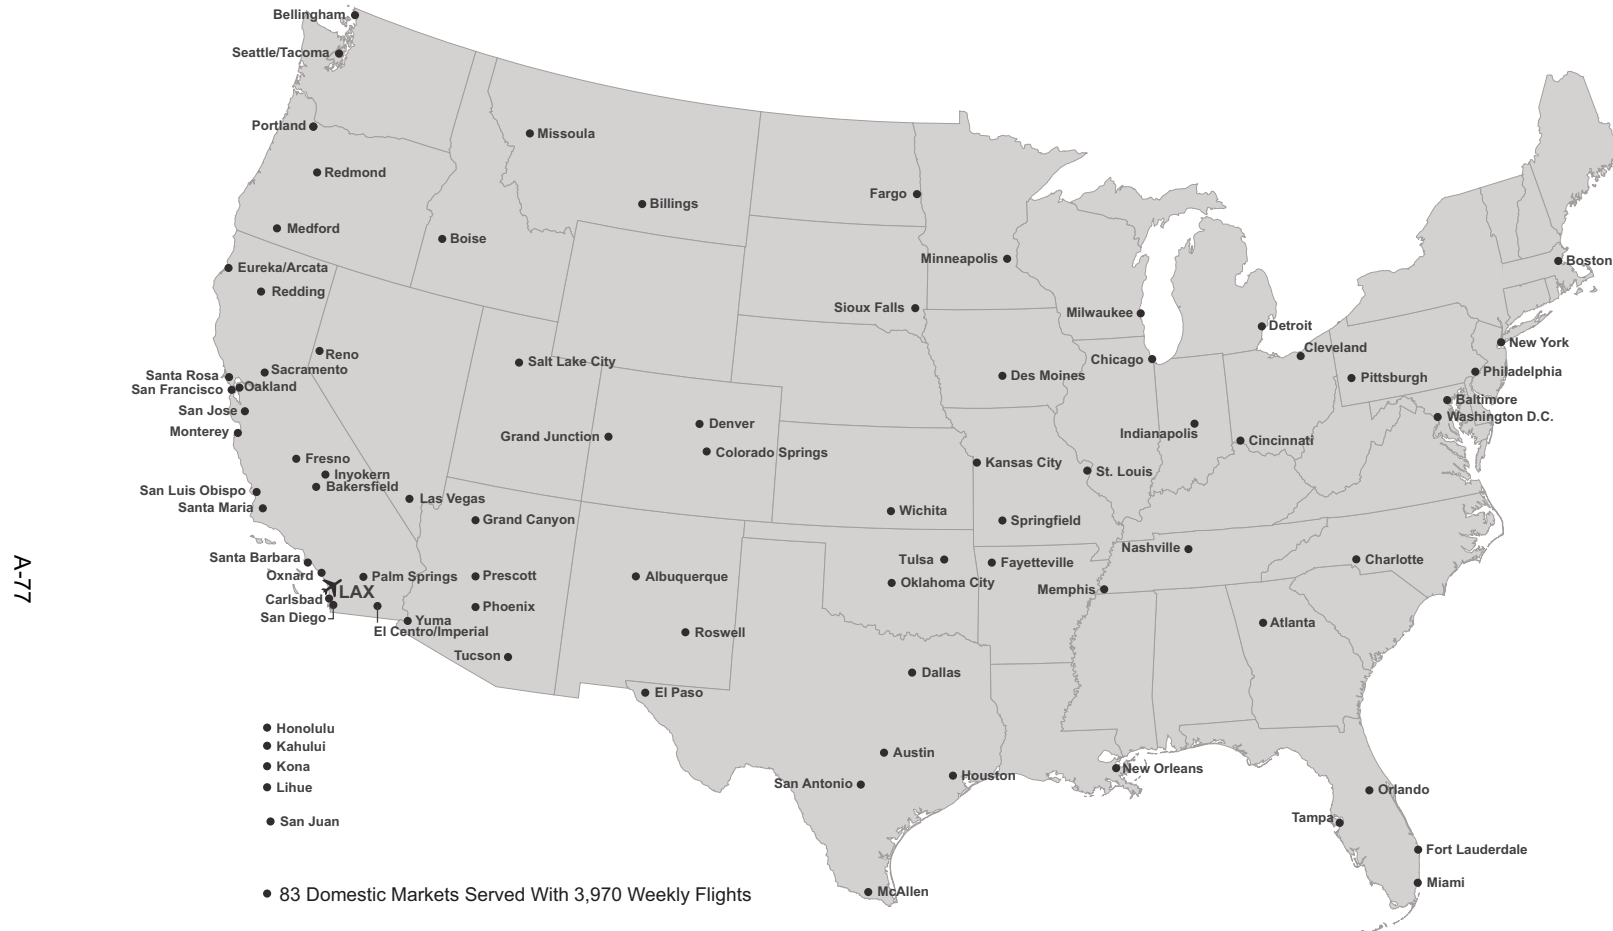 Bellingham
Seattle/Tacoma
Portland
Missoula
Redmond
Fargo
Billings
Medford
Boise
Minneapolis
Boston
Eureka/Arcata
Redding
Sioux Falls
Milwaukee
Detroit
New York
Cleveland
Reno
Chicago
Salt Lake City
Sacramento
Philadelphia
Santa Rosa
Des Moines
Pittsburgh
Oakland
San Francisco
Baltimore
San Jose
Washington D.C.
Denver
Monterey
Indianapolis
Grand Junction
Cincinnati
Colorado Springs
Fresno
Kansas City
St. Louis
Inyokern
Bakersfield
San Luis Obispo
Las Vegas
Santa Maria
Wichita
Grand Canyon
Springfield
Nashville
Santa Barbara
Tulsa
Fayetteville
Charlotte
Oxnard
Palm Springs
Prescott
Albuquerque
Oklahoma City
A-77
LAX
Memphis
Carlsbad
Phoenix
San Diego
Yuma
Atlanta
El Centro/Imperial
Roswell
Tucson
Dallas
El Paso
Honolulu
Kahului
Austin
Kona
New Orleans
Houston
San Antonio
Lihue
Orlando
Tampa
San Juan
Fort Lauderdale
Miami
McAllen
83 Domestic Markets Served With 3,970 Weekly Flights